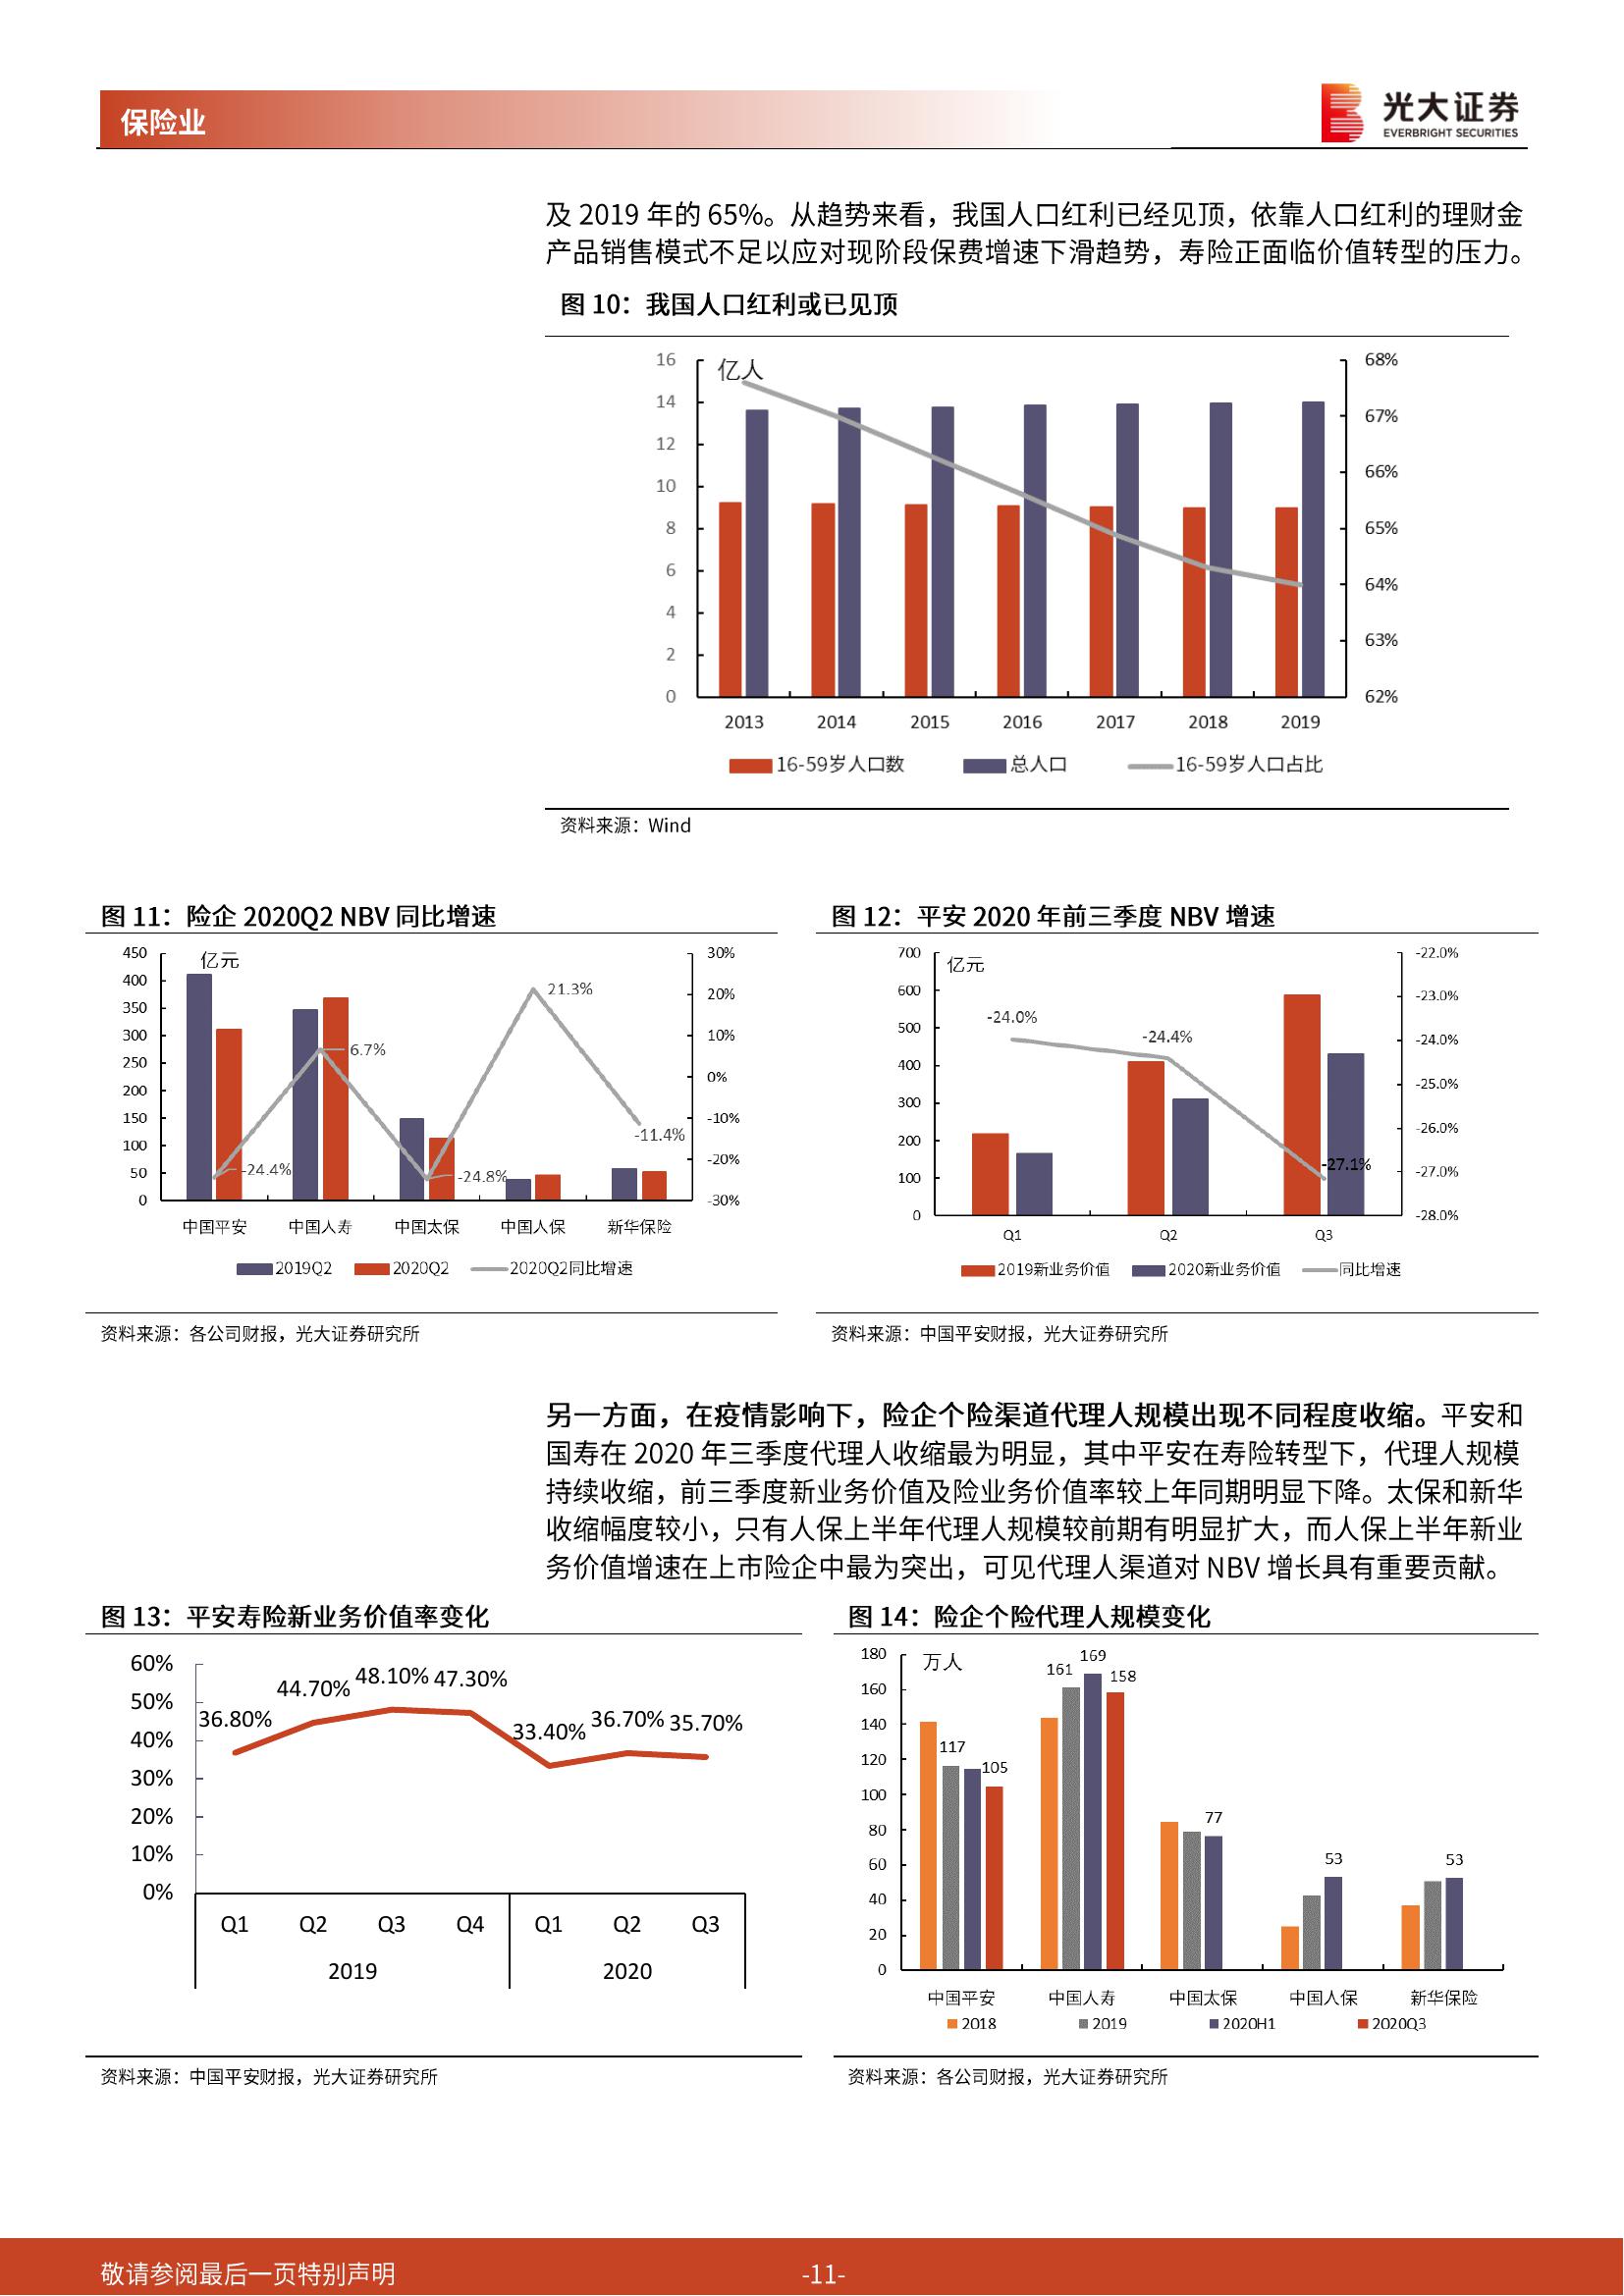 保险业
光大证券
EVERBRIGHT SECURITIES
及 2019 年的 65%。从趋势来看，我国人口红利已经见顶，依靠人口红利的理财金
产品销售模式不足以应对现阶段保费增速下滑趋势，寿险正面临价值转型的压力。
图 10：我国人口红利或已见顶
亿人
16
14
12
10
8
6
4
2
0
68%
67%
66%
65%
64%
63%
62%
2013 2014 2015 2016 2017 2018 2019
16-59岁人口数 总人口 16-59岁人口占比
资料来源：Wind
图 11：险企 2020Q2 NBV 同比增速
亿元
450
400
350
300
250
200
150
100
50
0
30%
20%
10%
0%
-10%
-20%
-30%
-24.4% 6.7% -24.8% 21.3% -11.4%
中国平安 中国人寿 中国太保 中国人保 新华保险
2019Q2 2020Q2 2020Q2同比增速
资料来源：各公司财报，光大证券研究所
图 12：平安 2020 年前三季度 NBV 增速
亿元
700
600
500
400
300
200
100
0
-22.0%
-23.0%
-24.0%
-25.0%
-26.0%
-27.0%
-28.0%
-24.0% -24.4% -27.1%
Q1 Q2 Q3
2019新业务价值 2020新业务价值 同比增速
资料来源：中国平安财报，光大证券研究所
另一方面，在疫情影响下，险企个险渠道代理人规模出现不同程度收缩。平安和
国寿在 2020 年三季度代理人收缩最为明显，其中平安在寿险转型下，代理人规模
持续收缩，前三季度新业务价值及险业务价值率较上年同期明显下降。太保和新华
收缩幅度较小，只有人保上半年代理人规模较前期有明显扩大，而人保上半年新业
务价值增速在上市险企中最为突出，可见代理人渠道对 NBV 增长具有重要贡献。
图 13：平安寿险新业务价值率变化
60%
50%
40%
30%
20%
10%
0%
36.80% 44.70% 48.10% 47.30% 33.40% 36.70% 35.70%
Q1 Q2 Q3 Q4 Q1 Q2 Q3
2019 2020
资料来源：中国平安财报，光大证券研究所
图 14：险企个险代理人规模变化
万人
180
160
140
120
100
80
60
40
20
0
117 105 161 169 158 77 53 53
中国平安 中国人寿 中国太保 中国人保 新华保险
2018 2019 2020H1 2020Q3
资料来源：各公司财报，光大证券研究所
敬请参阅最后一页特别声明 -11-